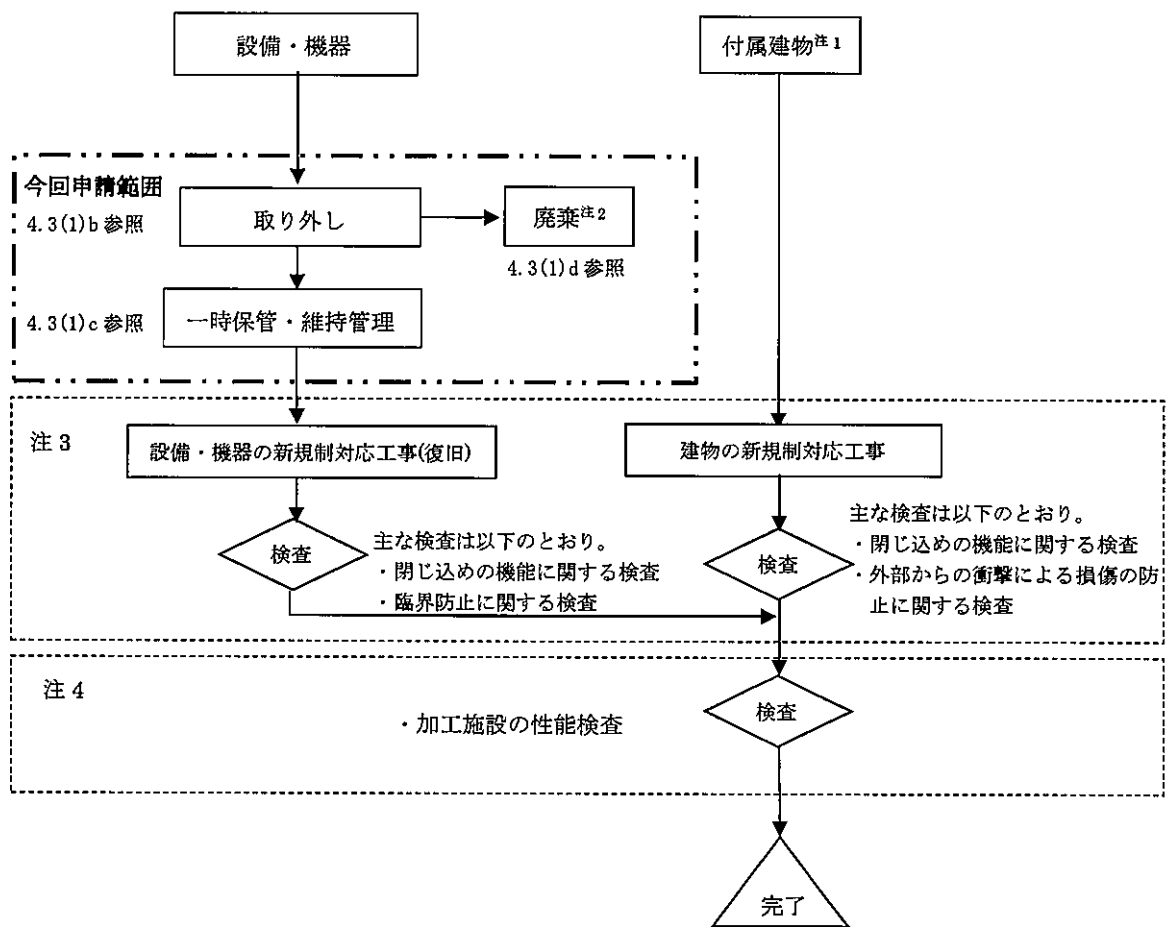 設備・機器
付属建物注1
今回申請範囲
4.3(1)b 参照
取り外し
廃棄注2
4.3(1)d 参照
4.3(1)c 参照
一時保管・維持管理
注3
設備・機器の新規制対応工事(復旧)
建物の新規制対応工事
検査
主な検査は以下のとおり。
・閉じ込めの機能に関する検査
・臨界防止に関する検査
検査
主な検査は以下のとおり。
・閉じ込めの機能に関する検査
・外部からの衝撃による損傷の防
止に関する検査
注4
・加工施設の性能検査
検査
完了